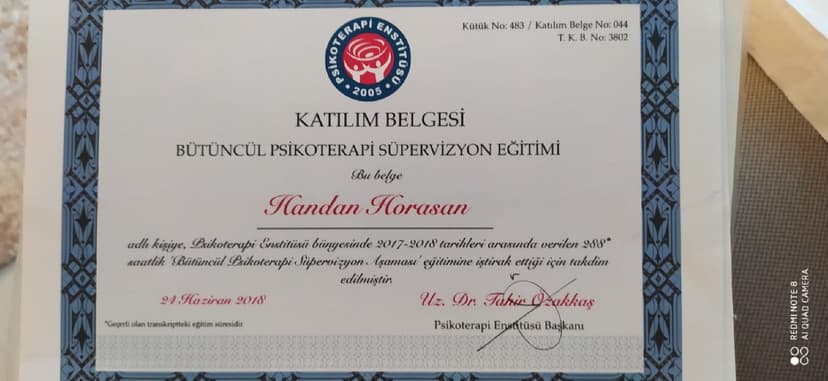 Kütük No: 483 / Katılım Belge No: 044
T. K. B. No: 3802
PSİKOTERAPİ ENSTİTÜSÜ
• 2005 •
KATILIM BELGESİ
BÜTÜNCÜL PSİKOTERAPİ SÜPERVİZYON EĞİTİMİ
Bu belge
Handan Horasan
adlı kişiye, Psikoterapi Enstitüsü bünyesinde 2017-2018 tarihleri arasında verilen 288*
saatlik 'Bütüncül Psikoterapi Süpervizyon Aşaması' eğitimine iştirak ettiği için takdim
edilmiştir.
24 Haziran 2018
Uz. Dr. Tahir Özakkaş
*Geçerli olan transkriptteki eğitim süresidir.
Psikoterapi Enstitüsü Başkanı
REDMI NOTE 8
AI QUAD CAMERA